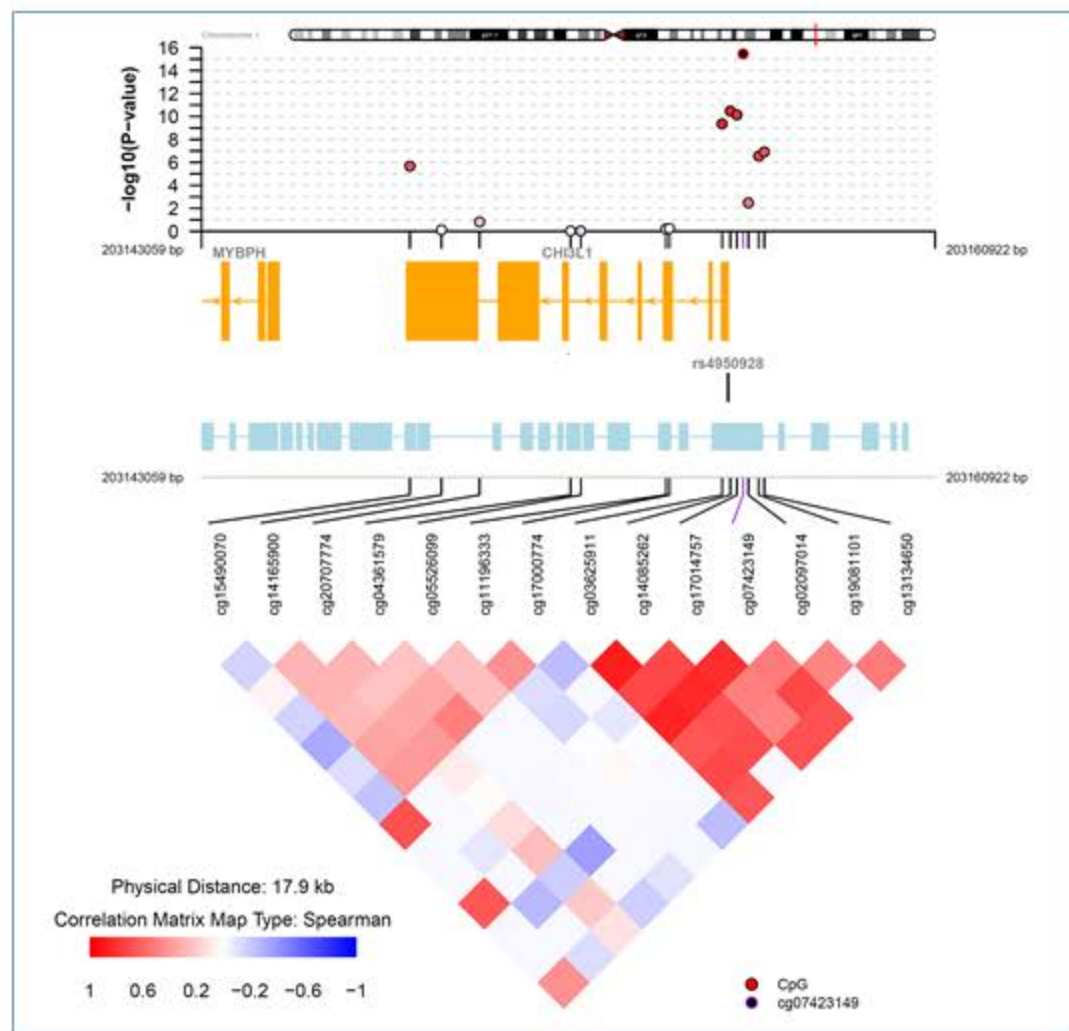 Chromosome 1
16
14
12
10
8
6
4
2
0
−log10(P−value)
203143059 bp
203160922 bp
MYBPH
CHI3L1
rs4950928
203143059 bp
203160922 bp
cg15490070
cg14165900
cg20707774
cg04361579
cg05526099
cg11196333
cg17000774
cg03625911
cg14085262
cg17014757
cg07423149
cg02097014
cg19081101
cg13134650
Physical Distance: 17.9 kb
Correlation Matrix Map Type: Spearman
1 0.6 0.2 −0.2 −0.6 −1
CpG
cg07423149